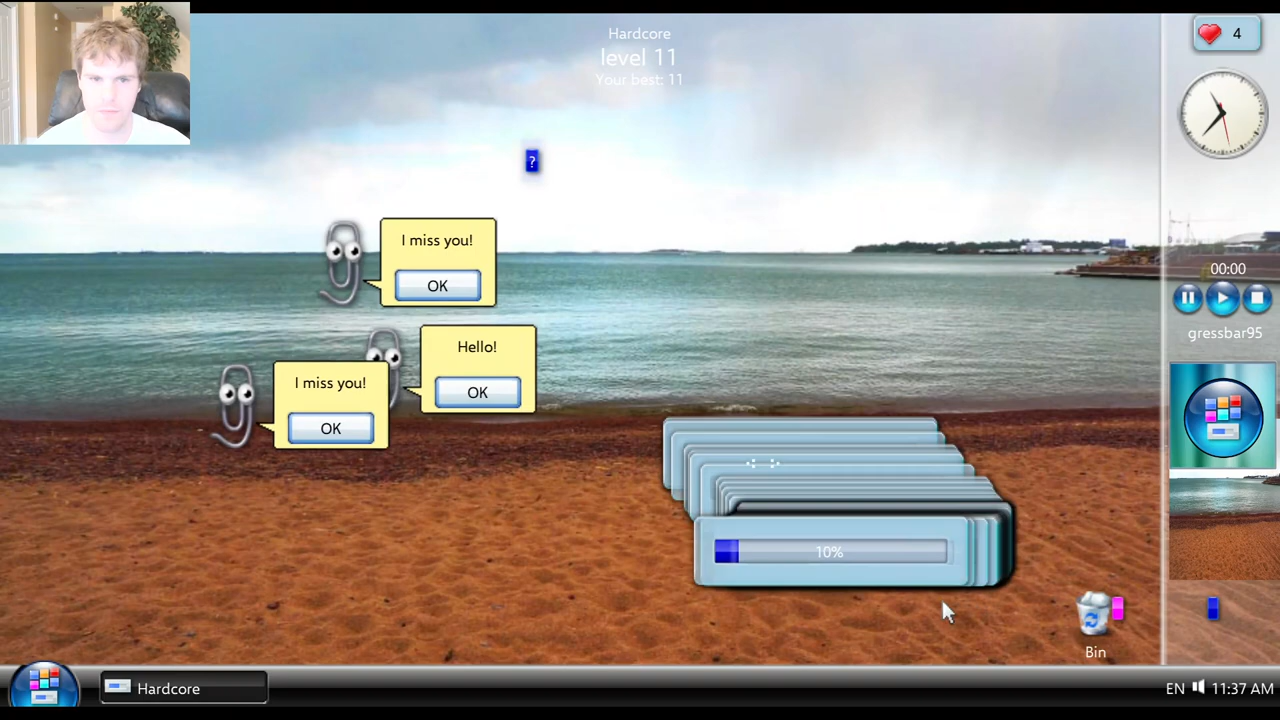 Hardcore
level 11
Your best: 11
4
?
I miss you!
OK
Hello!
OK
I miss you!
OK
00:00
gressbar95
10%
Bin
Hardcore
EN 11:37 AM